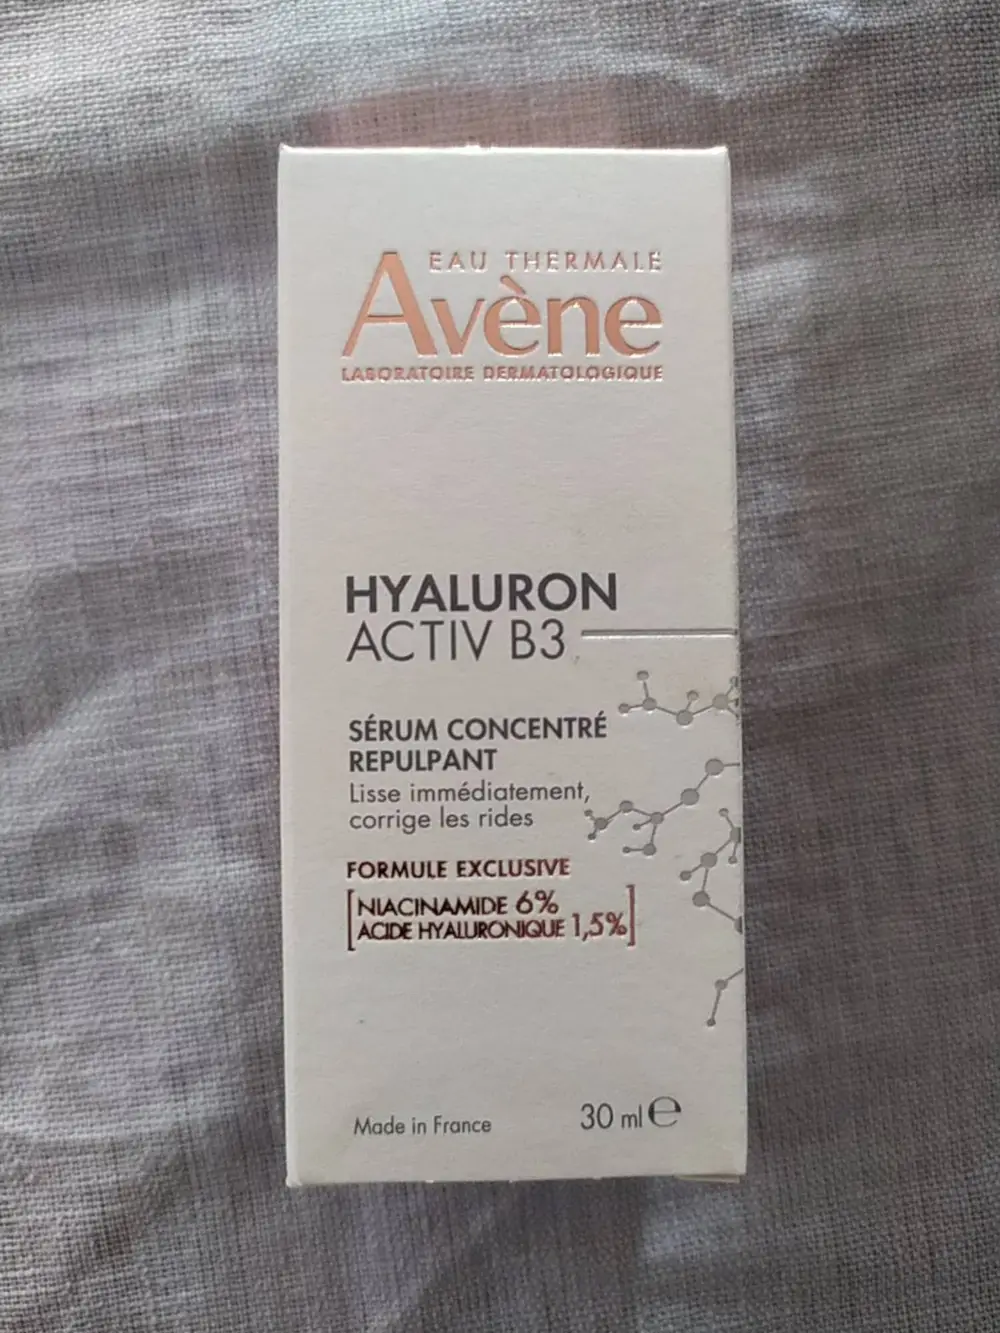 EAU THERMALE
Avène
LABORATOIRE DERMATOLOGIQUE
HYALURON
ACTIV B3
SÉRUM CONCENTRÉ
REPULPANT
Lisse immédiatement,
corrige les rides
FORMULE EXCLUSIVE
NIACINAMIDE 6%
ACIDE HYALURONIQUE 1,5%
Made in France
30 ml ℮